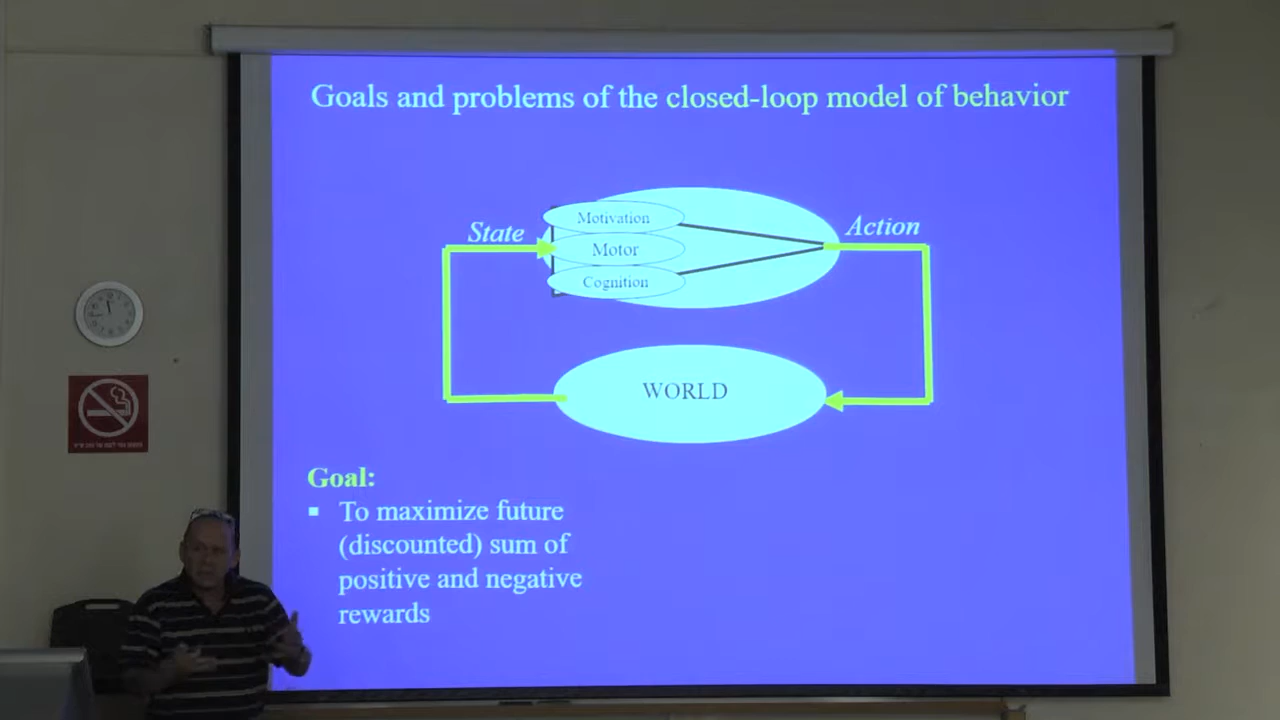 Goals and problems of the closed-loop model of behavior
Motivation
State
Action
Motor
Cognition
WORLD
Goal:
▪ To maximize future
(discounted) sum of
positive and negative
rewards